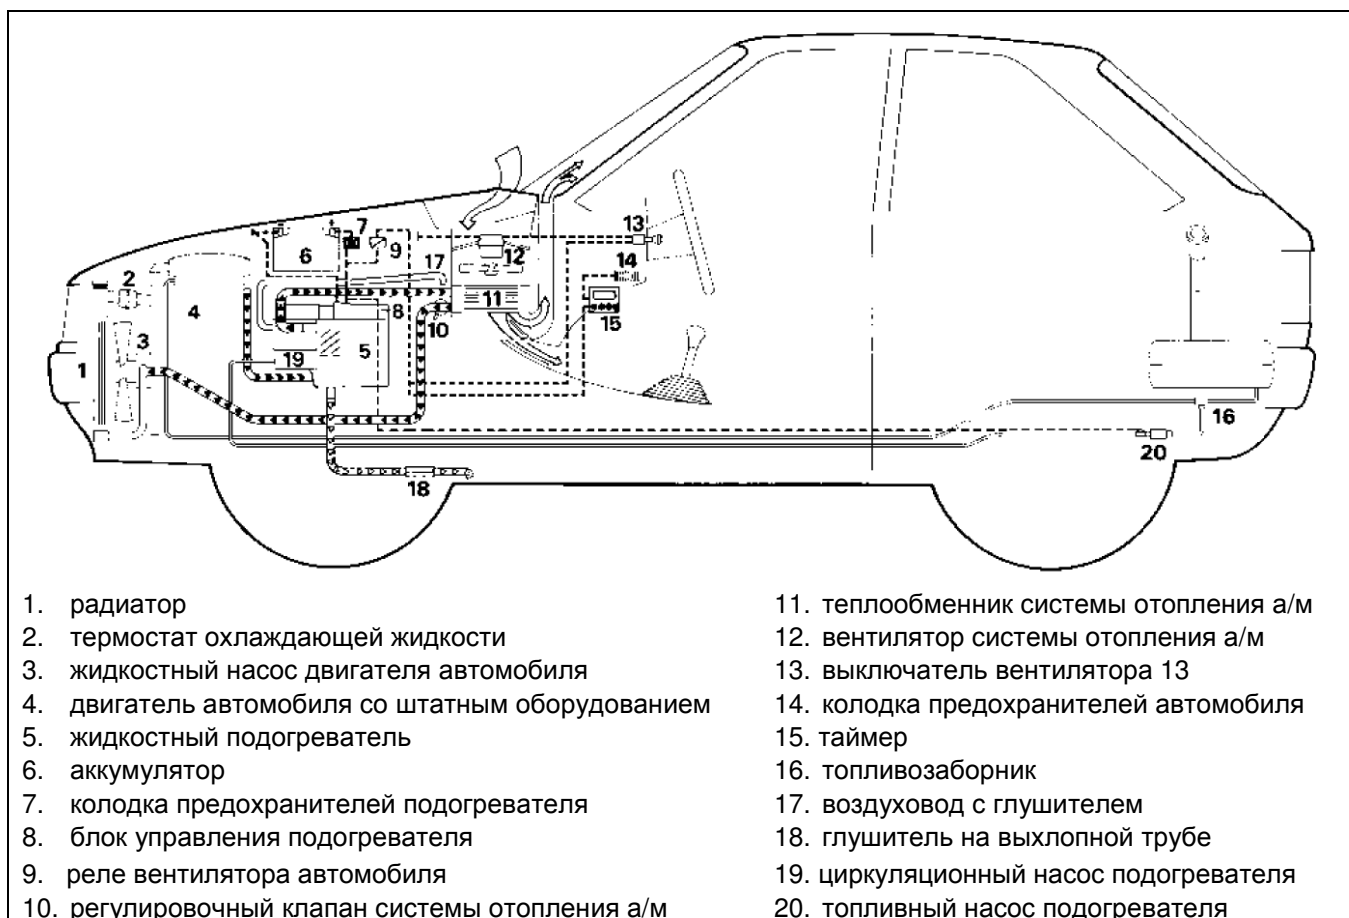 6
7
9
17
12
13
14
2
4
8
11
10
15
3
1
19
5
16
20
18
1. радиатор
2. термостат охлаждающей жидкости
3. жидкостный насос двигателя автомобиля
4. двигатель автомобиля со штатным оборудованием
5. жидкостный подогреватель
6. аккумулятор
7. колодка предохранителей подогревателя
8. блок управления подогревателя
9. реле вентилятора автомобиля
10. регулировочный клапан системы отопления а/м
11. теплообменник системы отопления а/м
12. вентилятор системы отопления а/м
13. выключатель вентилятора 13
14. колодка предохранителей автомобиля
15. таймер
16. топливозаборник
17. воздуховод с глушителем
18. глушитель на выхлопной трубе
19. циркуляционный насос подогревателя
20. топливный насос подогревателя